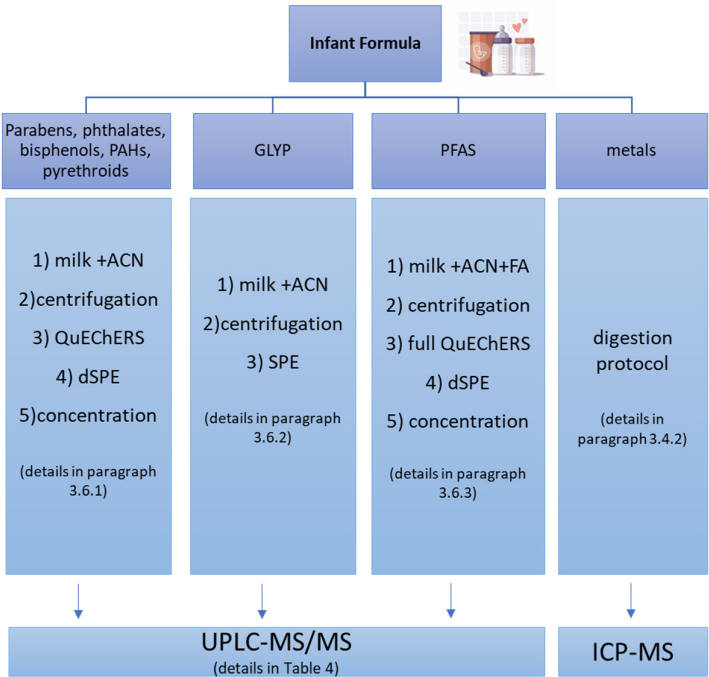 Infant Formula
Parabens, phthalates,
bisphenols, PAHs,
pyrethroids
GLYP
PFAS
metals
1) milk +ACN
2)centrifugation
3) QuEChERS
4) dSPE
5)concentration
(details in paragraph
3.6.1)
1) milk +ACN
2)centrifugation
3) SPE
(details in paragraph
3.6.2)
1) milk +ACN+FA
2) centrifugation
3) full QuEChERS
4) dSPE
5) concentration
(details in paragraph
3.6.3)
digestion
protocol
(details in
paragraph 3.4.2)
UPLC-MS/MS
(details in Table 4)
ICP-MS